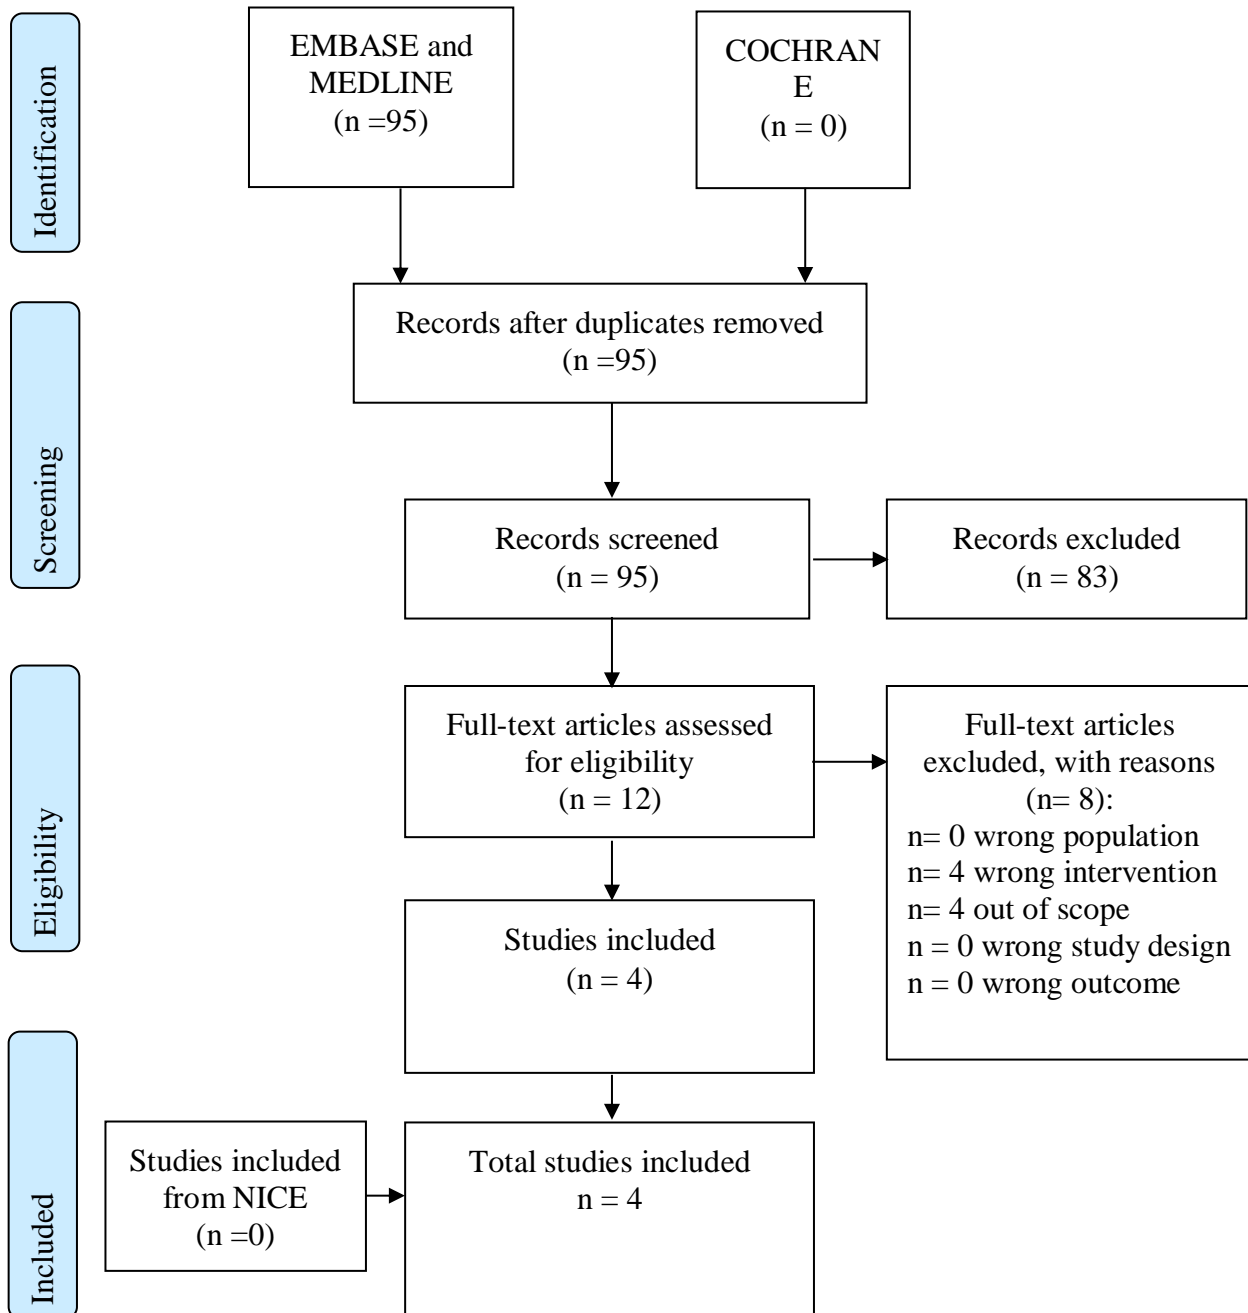 Identification
EMBASE and
MEDLINE
(n =95)
COCHRAN
E
(n = 0)
Records after duplicates removed
(n =95)
Screening
Records screened
(n = 95)
Records excluded
(n = 83)
Eligibility
Full-text articles assessed
for eligibility
(n = 12)
Full-text articles
excluded, with reasons
(n= 8):
n= 0 wrong population
n= 4 wrong intervention
n= 4 out of scope
n = 0 wrong study design
n = 0 wrong outcome
Studies included
(n = 4)
Included
Studies included
from NICE
(n =0)
Total studies included
n = 4